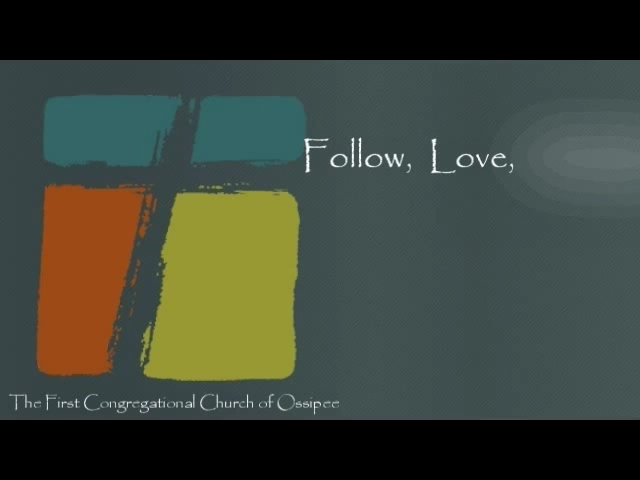 Follow, Love,
The First Congregational Church of Ossipee